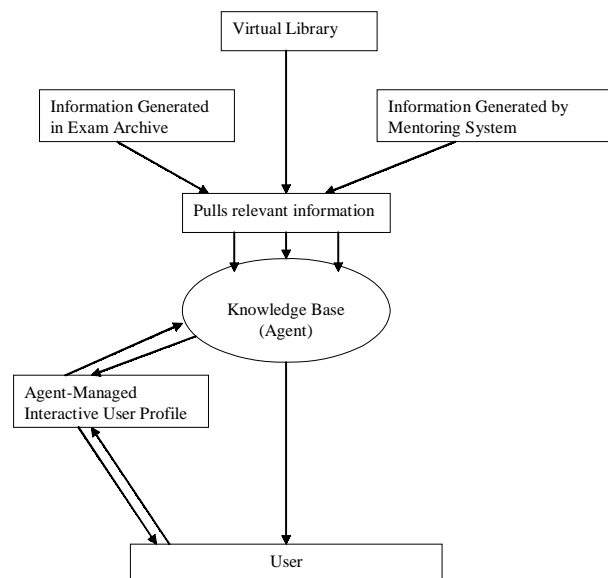 Virtual Library
Information Generated
in Exam Archive
Information Generated by
Mentoring System
Pulls relevant information
Knowledge Base
(Agent)
Agent-Managed
Interactive User Profile
User